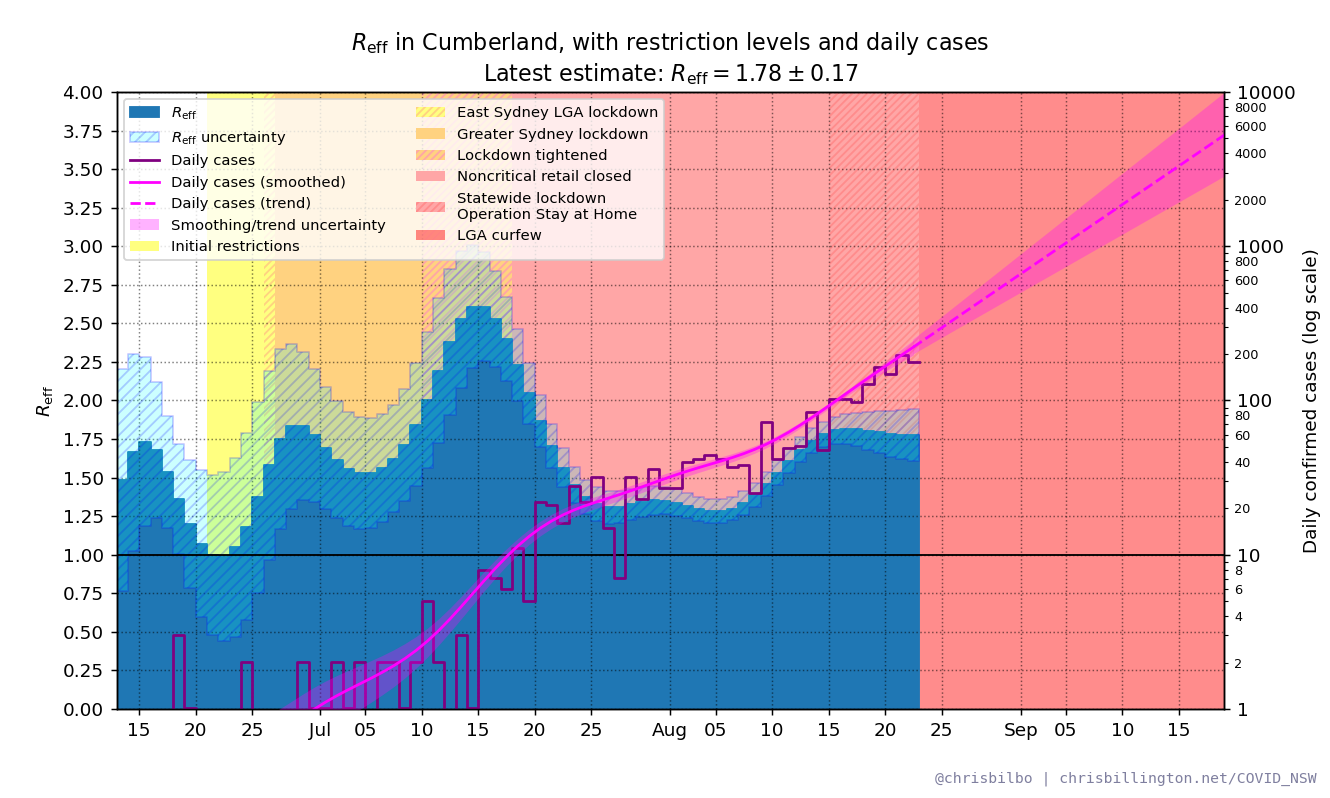 R_eff in Cumberland, with restriction levels and daily cases
Latest estimate: R_eff = 1.78 ± 0.17
R_eff
R_eff uncertainty
Daily cases
Daily cases (smoothed)
Daily cases (trend)
Smoothing/trend uncertainty
Initial restrictions
East Sydney LGA lockdown
Greater Sydney lockdown
Lockdown tightened
Noncritical retail closed
Statewide lockdown
Operation Stay at Home
LGA curfew
4.00
3.75
3.50
3.25
3.00
2.75
2.50
2.25
2.00
1.75
1.50
1.25
1.00
0.75
0.50
0.25
0.00
R_eff
10000
8000
6000
4000
2000
1000
800
600
400
200
100
80
60
40
20
10
8
6
4
2
1
Daily confirmed cases (log scale)
15 20 25 Jul 05 10 15 20 25 Aug 05 10 15 20 25 Sep 05 10 15
@chrisbilbo | chrisbillington.net/COVID_NSW